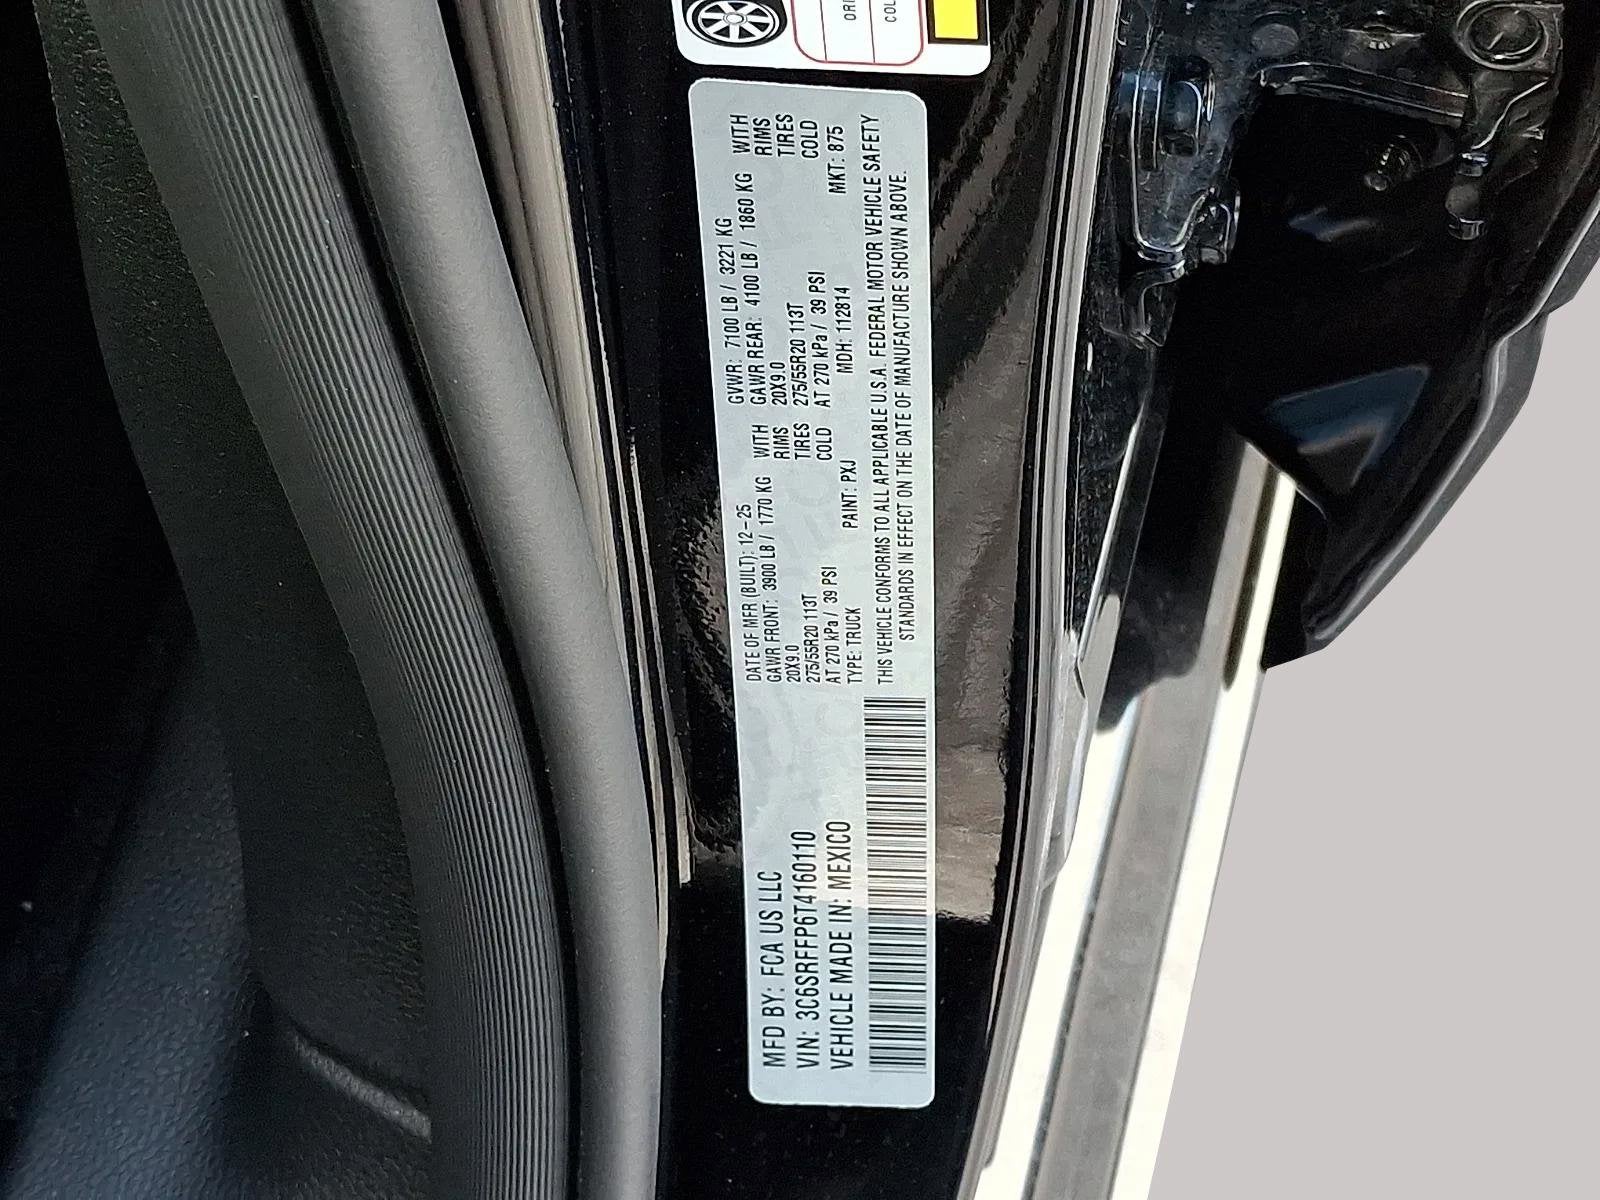 ORI
COL
MFD BY: FCA US LLC
VIN: 3C6SRFFP6T4160110
VEHICLE MADE IN: MEXICO
DATE OF MFR (BUILT): 12-25 GVWR: 7100 LB / 3221 KG
GAWR FRONT: 3900 LB / 1770 KG WITH GAWR REAR: 4100 LB / 1860 KG WITH
20X9.0 RIMS 20X9.0 RIMS
275/55R20 113T TIRES 275/55R20 113T TIRES
AT 270 kPa / 39 PSI COLD AT 270 kPa / 39 PSI COLD
TYPE: TRUCK PAINT: PXJ MDH: 112814 MKT: 875
THIS VEHICLE CONFORMS TO ALL APPLICABLE U.S.A. FEDERAL MOTOR VEHICLE SAFETY
STANDARDS IN EFFECT ON THE DATE OF MANUFACTURE SHOWN ABOVE.